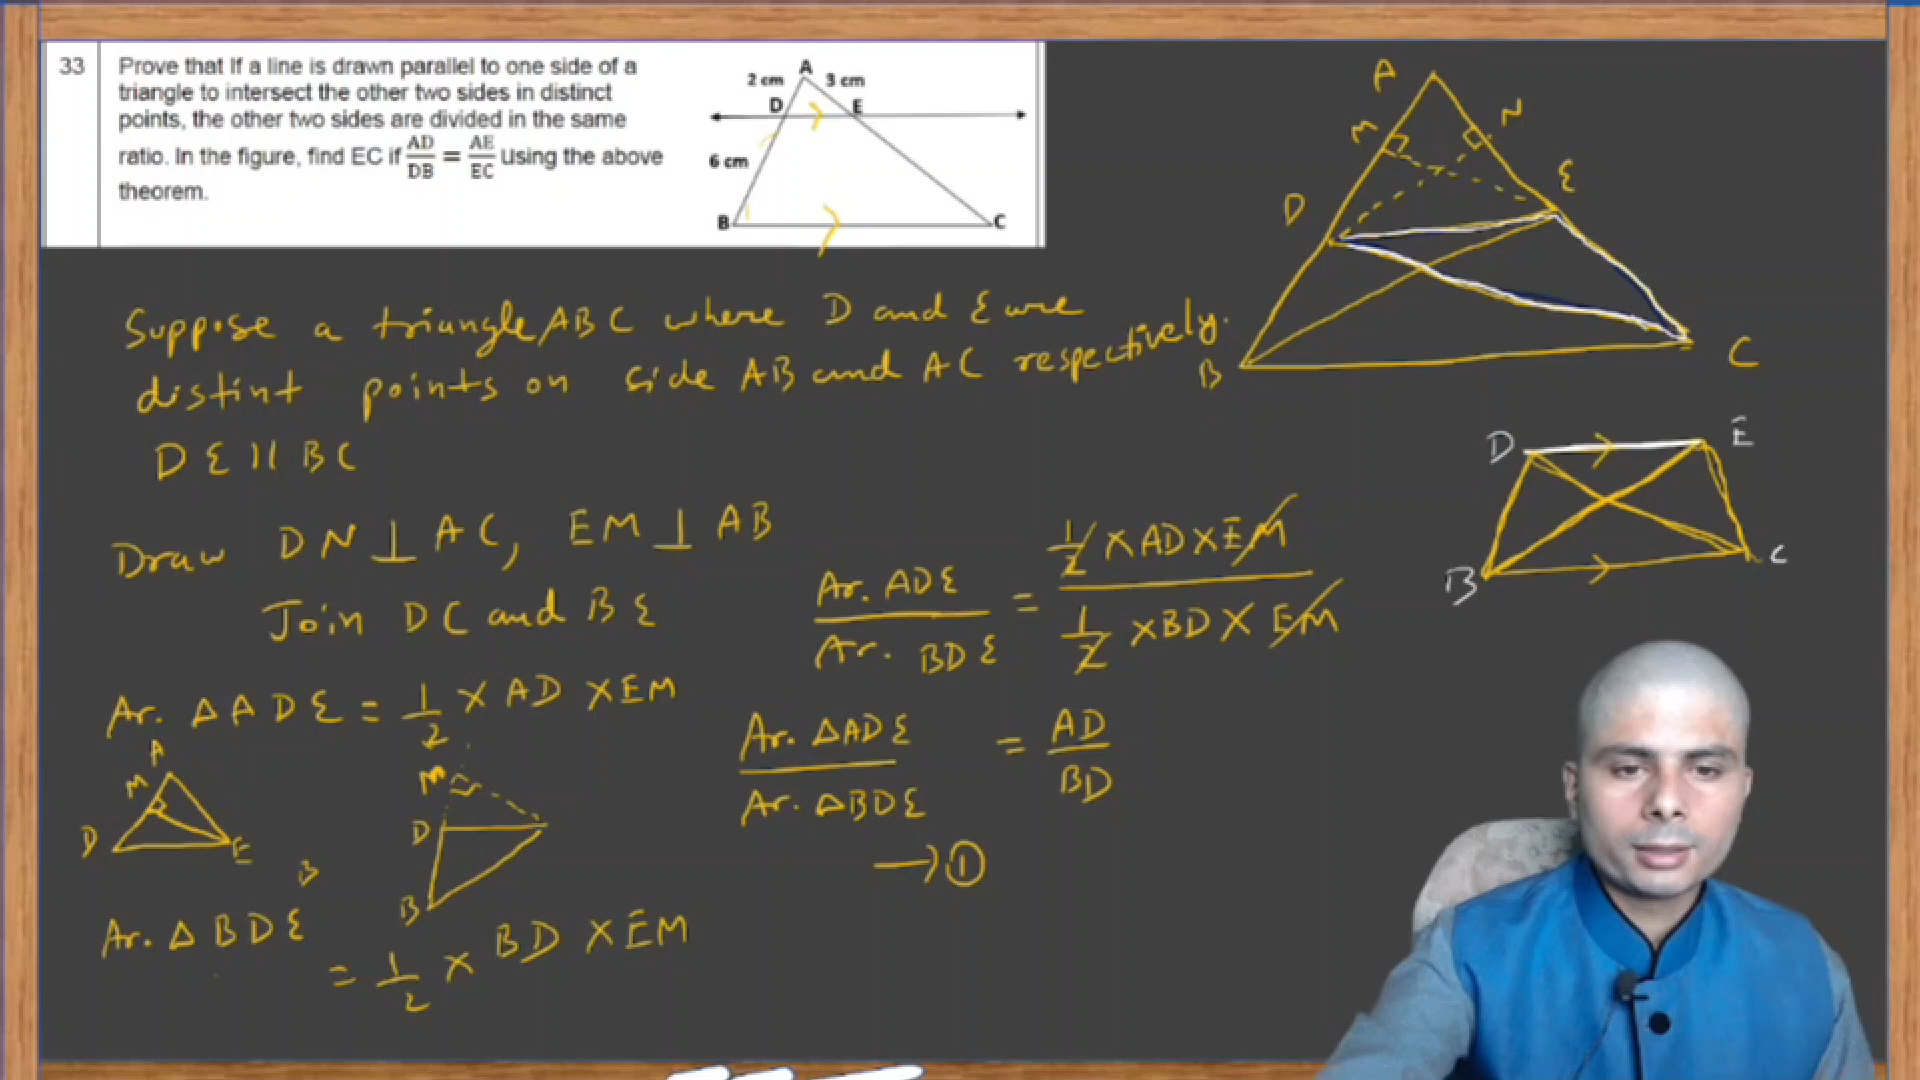 33
Prove that If a line is drawn parallel to one side of a
triangle to intersect the other two sides in distinct
points, the other two sides are divided in the same
ratio. In the figure, find EC if AD/DB = AE/EC Using the above
theorem.
A
2 cm 3 cm
D E
6 cm
B C
A
M N
D E
B C
Suppose a triangle, ABC where D and E are
distint points on side AB and AC respectively.
DE || BC
D E
B C
Draw DN ⊥ AC, EM ⊥ AB
Join DC and BE
Ar. ΔADE = 1/2 × AD × EM
A
M
D E
M
D
B
B
Ar. ΔBDE
= 1/2 × BD × EM
Ar. ADE / Ar. BDE = 1/2 × AD × EM / 1/2 × BD × EM
Ar. ΔADE / Ar. ΔBDE = AD / BD
→ ①